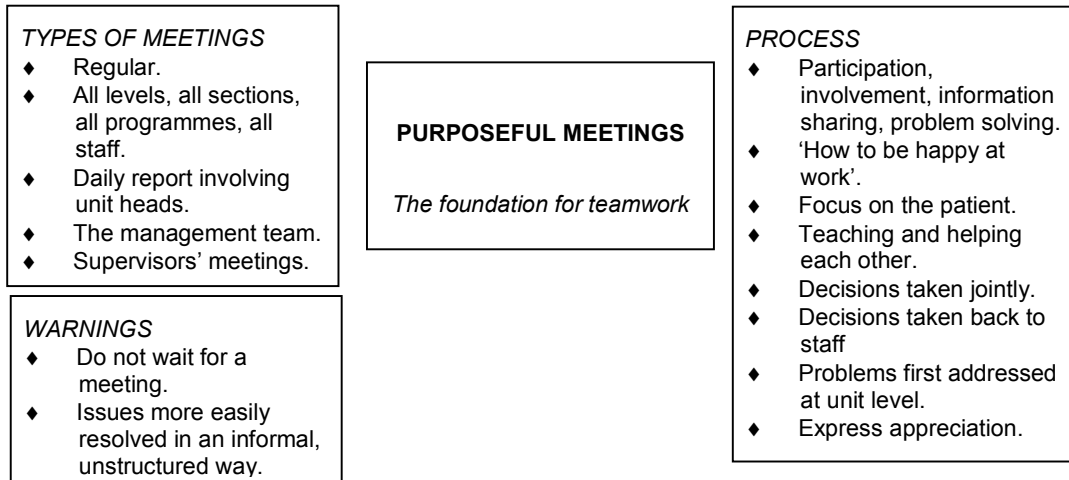 TYPES OF MEETINGS
♦ Regular.
♦ All levels, all sections,
all programmes, all
staff.
♦ Daily report involving
unit heads.
♦ The management team.
♦ Supervisors’ meetings.
WARNINGS
♦ Do not wait for a
meeting.
♦ Issues more easily
resolved in an informal,
unstructured way.
PURPOSEFUL MEETINGS
The foundation for teamwork
PROCESS
♦ Participation,
involvement, information
sharing, problem solving.
♦ ‘How to be happy at
work’.
♦ Focus on the patient.
♦ Teaching and helping
each other.
♦ Decisions taken jointly.
♦ Decisions taken back to
staff
♦ Problems first addressed
at unit level.
♦ Express appreciation.